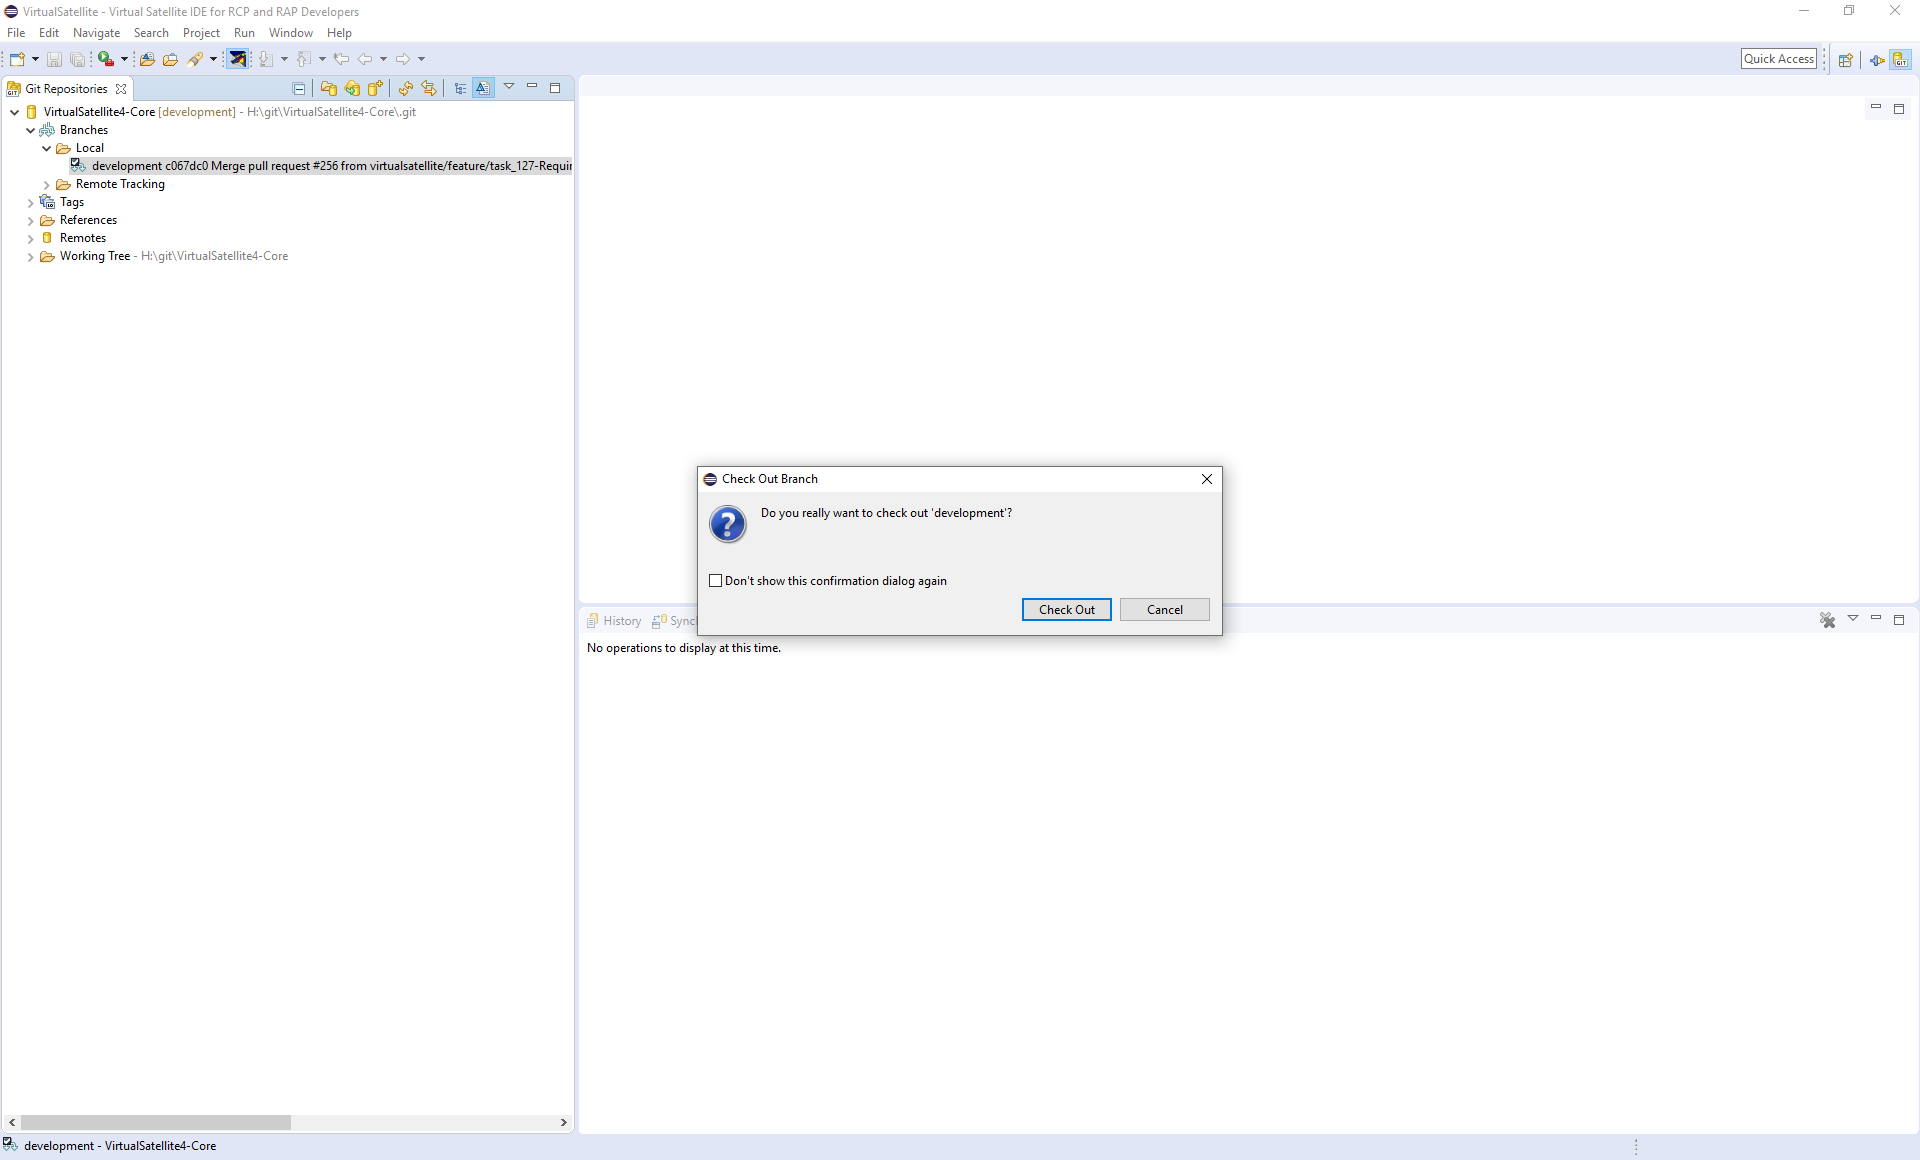 VirtualSatellite - Virtual Satellite IDE for RCP and RAP Developers
File Edit Navigate Search Project Run Window Help
Quick Access
Git Repositories
VirtualSatellite4-Core [development] - H:\git\VirtualSatellite4-Core\.git
Branches
Local
development c067dc0 Merge pull request #256 from virtualsatellite/feature/task_127-Requir
Remote Tracking
Tags
References
Remotes
Working Tree - H:\git\VirtualSatellite4-Core
Check Out Branch
Do you really want to check out 'development'?
Don't show this confirmation dialog again
Check Out Cancel
History Sync
No operations to display at this time.
development - VirtualSatellite4-Core